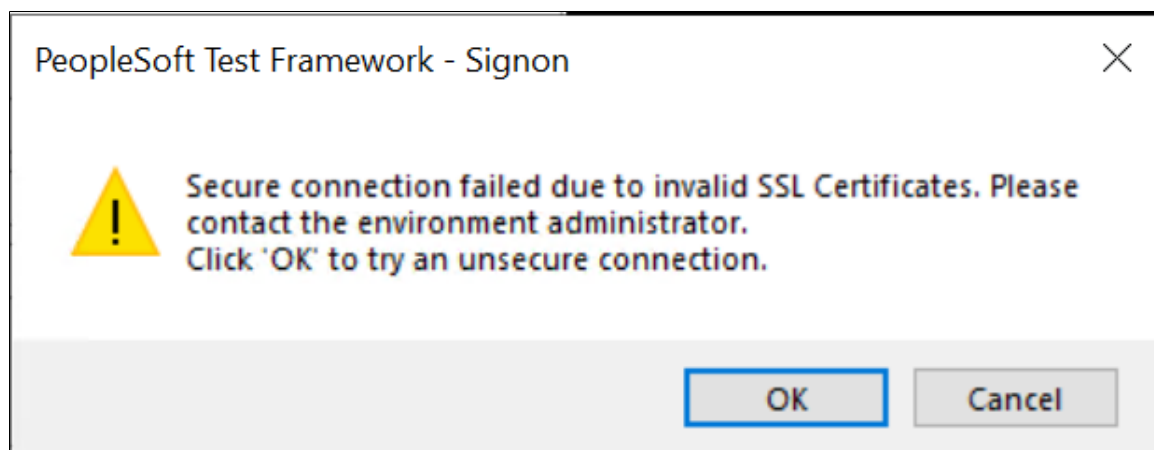 PeopleSoft Test Framework - Signon
Secure connection failed due to invalid SSL Certificates. Please
contact the environment administrator.
Click 'OK' to try an unsecure connection.
OK
Cancel